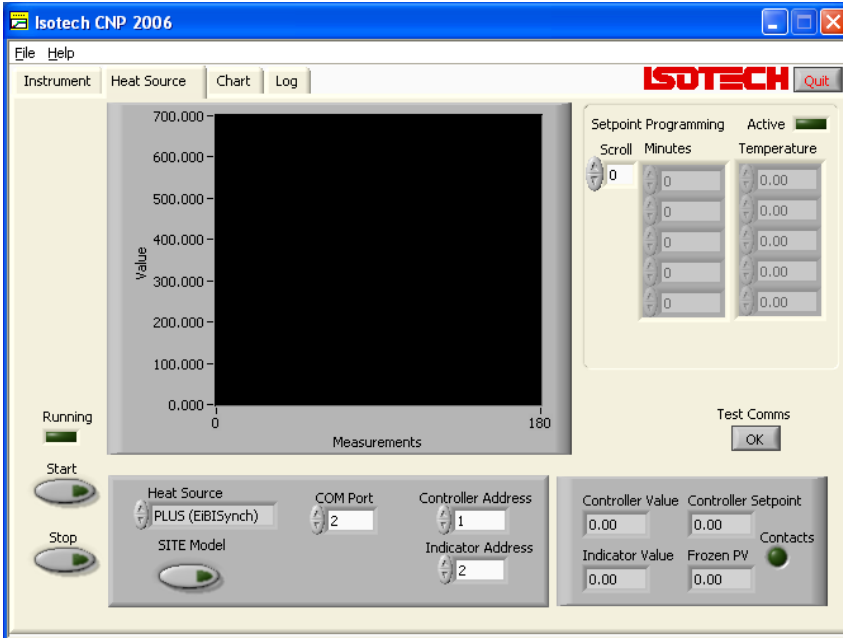 Isotech CNP 2006
File Help
Instrument Heat Source Chart Log ISOTECH Quit
700.000
600.000
500.000
400.000
300.000
200.000
100.000
0.000
Value
0 180
Measurements
Setpoint Programming Active
Scroll Minutes Temperature
0 0 0.00
0 0.00
0 0.00
0 0.00
0 0.00
Test Comms
OK
Running
Start
Stop
Heat Source COM Port Controller Address
PLUS (EiBISynch) 2 1
SITE Model Indicator Address
2
Controller Value Controller Setpoint
0.00 0.00
Contacts
Indicator Value Frozen PV
0.00 0.00